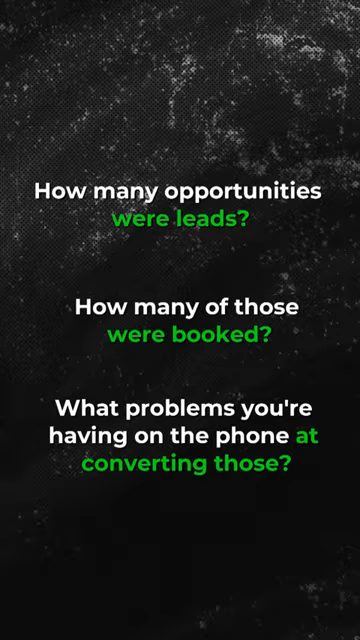 How many opportunities
were leads?
How many of those
were booked?
What problems you're
having on the phone at
converting those?